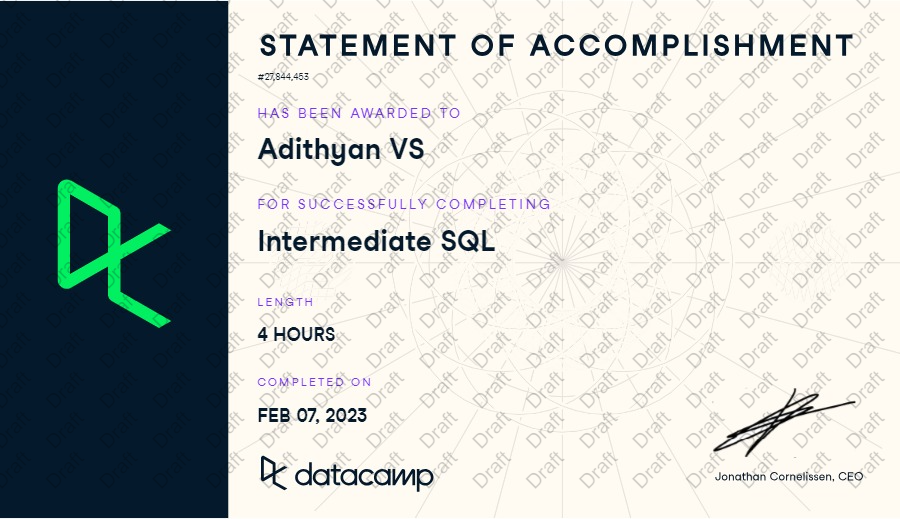 STATEMENT OF ACCOMPLISHMENT
#27,844,453
HAS BEEN AWARDED TO
Adithyan VS
FOR SUCCESSFULLY COMPLETING
Intermediate SQL
LENGTH
4 HOURS
COMPLETED ON
FEB 07, 2023
datacamp
Jonathan Cornelissen, CEO
Draft